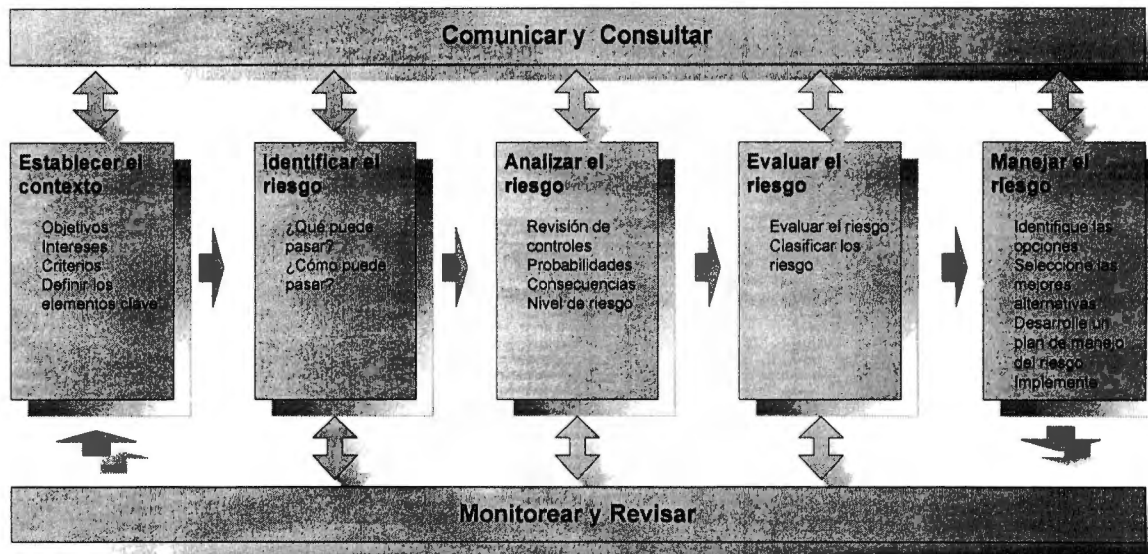 Comunicar y Consultar
Establecer el
contexto
Objetivos
Intereses
Criterios
Definir los
elementos clave
Identificar el
riesgo
¿Qué puede
pasar?
¿Cómo puede
pasar?
Analizar el
riesgo
Revisión de
controles
Probabilidades
Consecuencias
Nivel de riesgo
Evaluar el
riesgo
Evaluar el riesgo
Clasificar los
riesgo
Manejar el
riesgo
Identifique las
opciones
Seleccione las
mejores
alternativas
Desarrolle un
plan de manejo
del riesgo
Implemente
Monitorear y Revisar